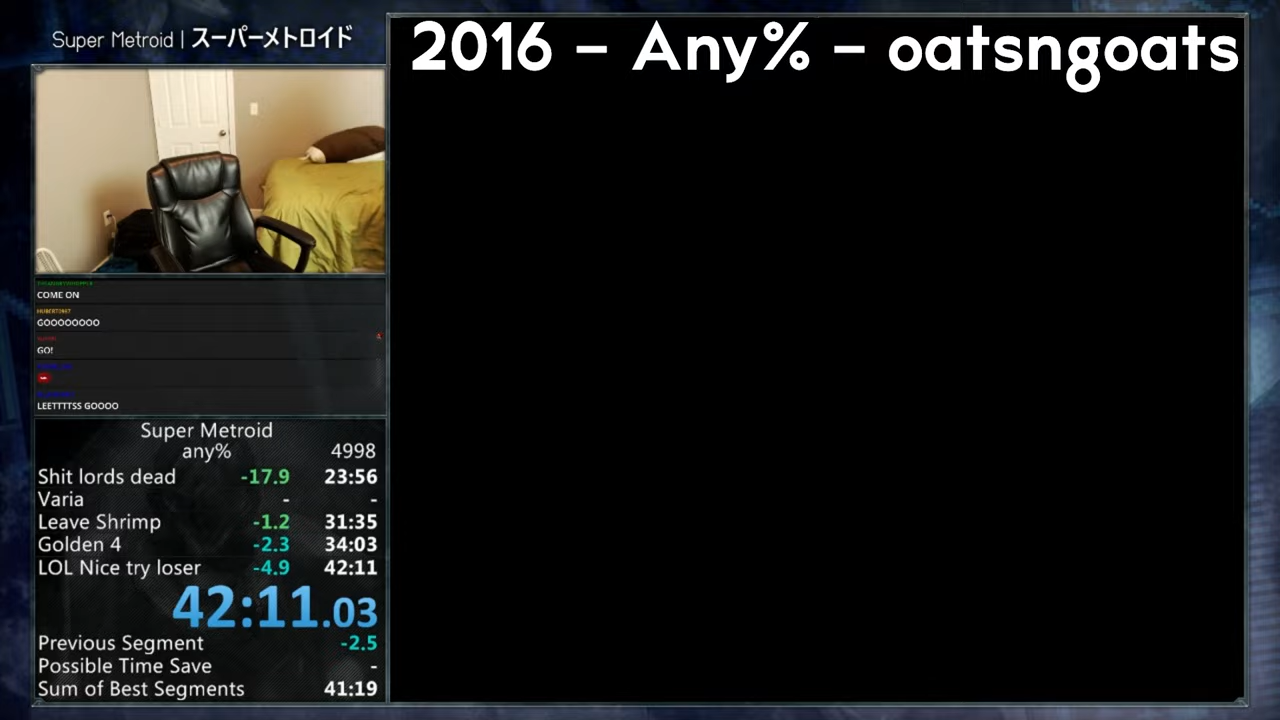 Super Metroid | スーパーメトロイド
2016 - Any% - oatsngoats
COME ON
GOOOOOOOO
GO!
LEETTTTSS GOOOO
Super Metroid
any% 4998
Shit lords dead -17.9 23:56
Varia - -
Leave Shrimp -1.2 31:35
Golden 4 -2.3 34:03
LOL Nice try loser -4.9 42:11
42:11.03
Previous Segment -2.5
Possible Time Save -
Sum of Best Segments 41:19